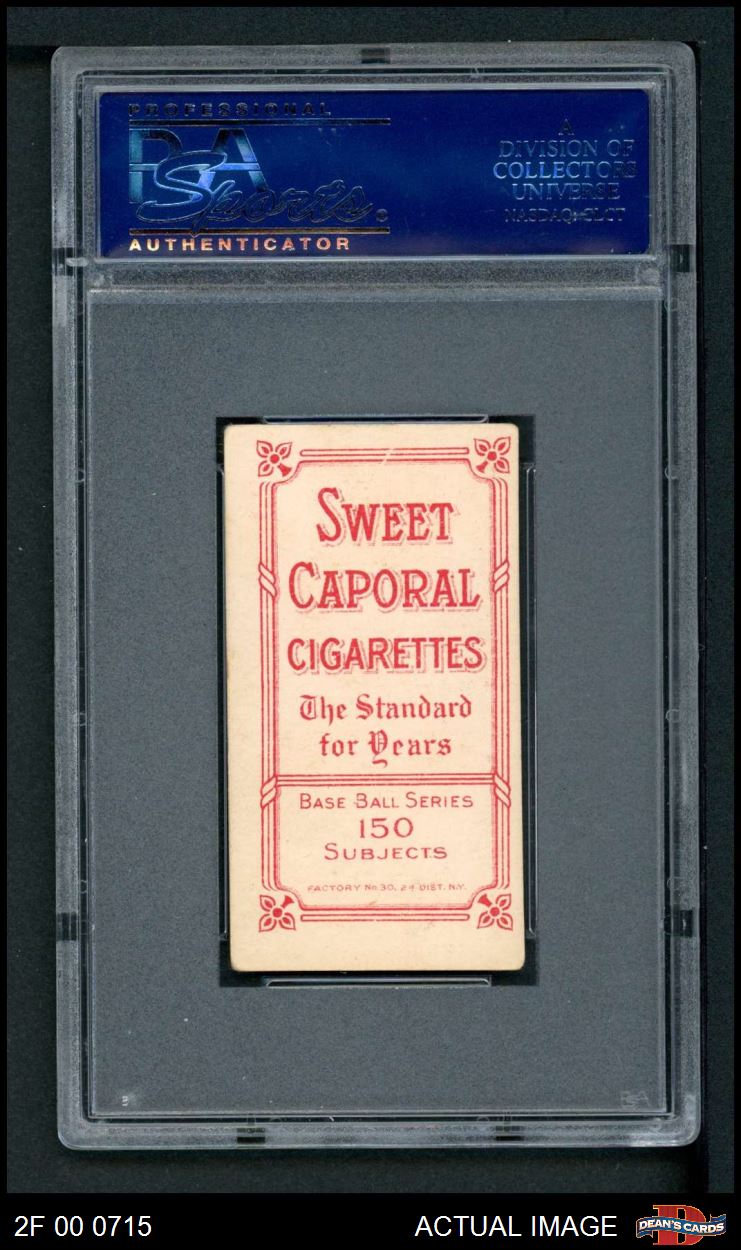 PROFESSIONAL
PSA
Sports ®
AUTHENTICATOR
A
DIVISION OF
COLLECTORS
UNIVERSE
NASDAQ: CLCT
SWEET
CAPORAL
CIGARETTES
The Standard
for Years
BASE BALL SERIES
150
SUBJECTS
FACTORY No. 30, 2d DIST. N.Y.
PSA
2F 00 0715
ACTUAL IMAGE
D
DEAN'S CARDS